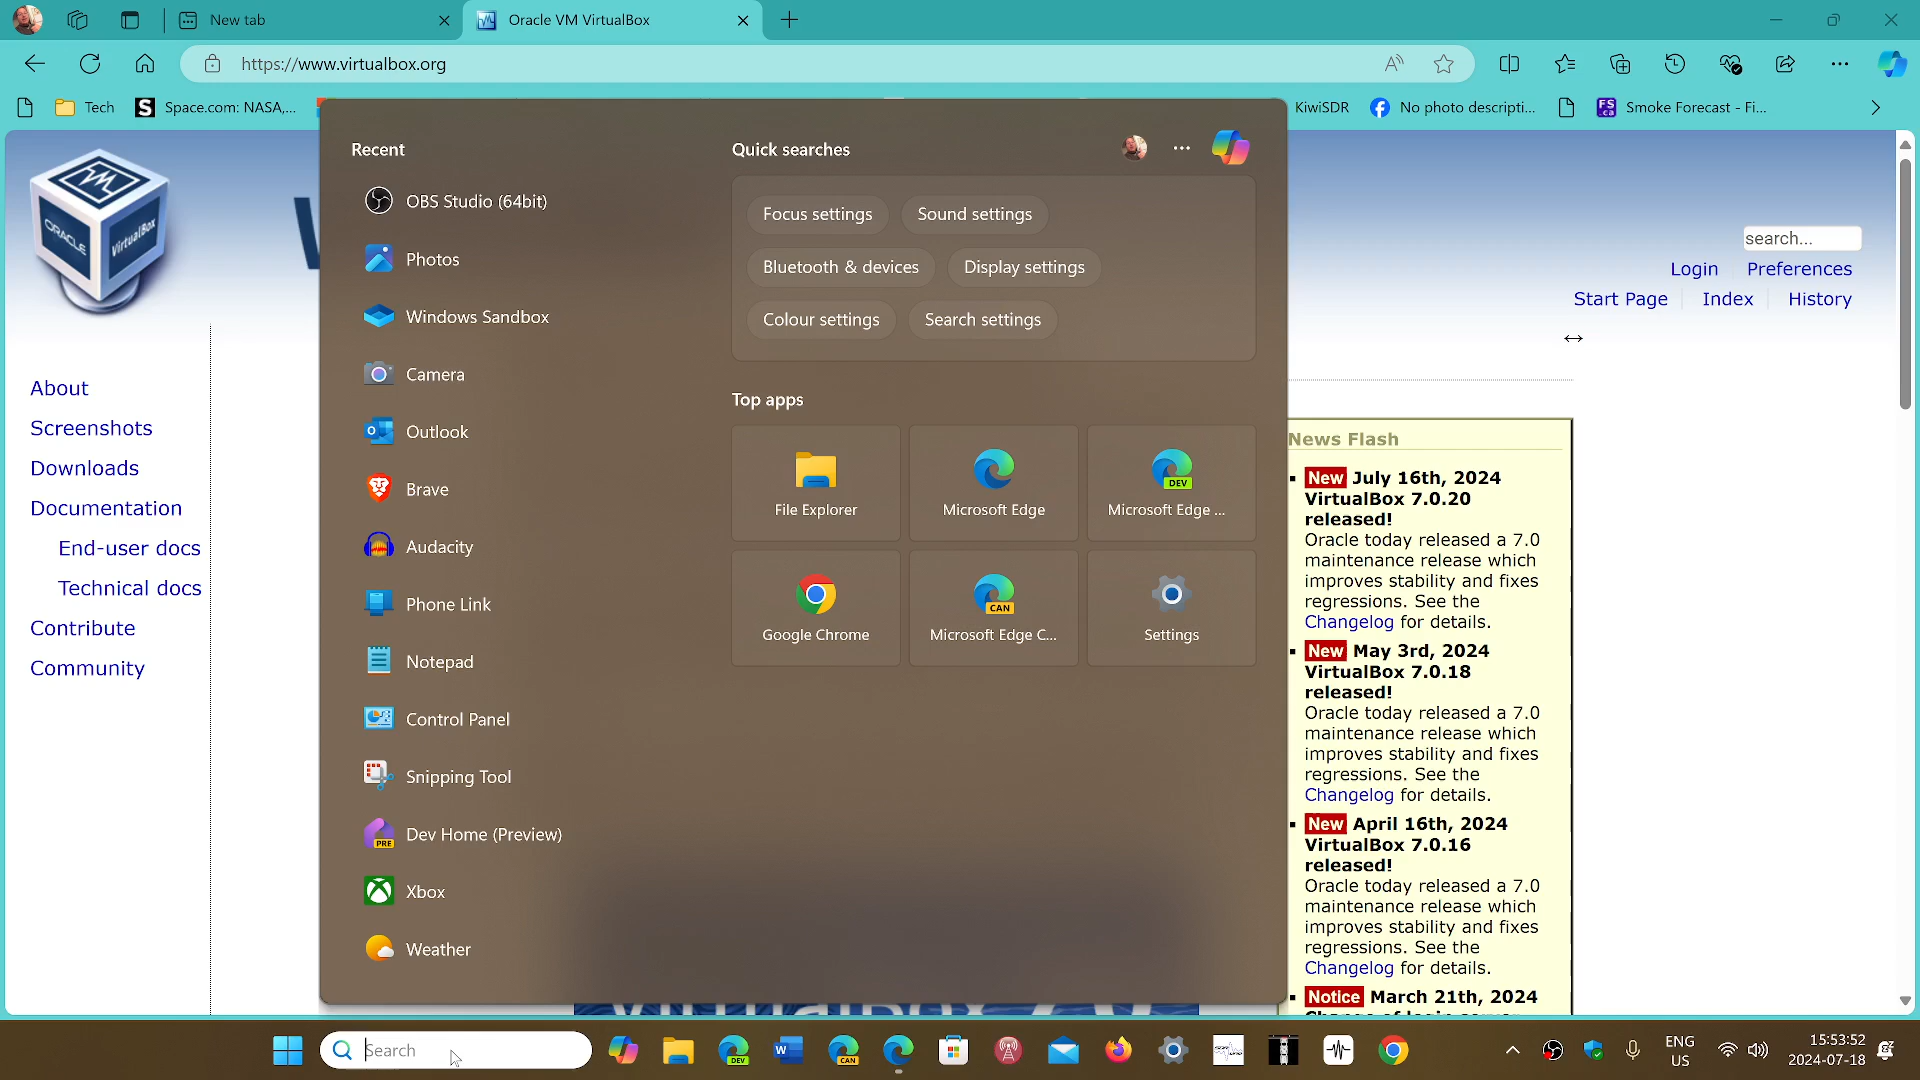 New tab
Oracle VM VirtualBox
https://www.virtualbox.org
Tech
Space.com: NASA,...
KiwiSDR
No photo descripti...
Smoke Forecast - Fi...
ORACLE
VirtualBox
search...
Login
Preferences
Start Page
Index
History
About
Screenshots
Downloads
Documentation
End-user docs
Technical docs
Contribute
Community
Recent
OBS Studio (64bit)
Photos
Windows Sandbox
Camera
Outlook
Brave
Audacity
Phone Link
Notepad
Control Panel
Snipping Tool
Dev Home (Preview)
Xbox
Weather
Quick searches
Focus settings
Sound settings
Bluetooth & devices
Display settings
Colour settings
Search settings
Top apps
File Explorer
Microsoft Edge
DEV
Microsoft Edge ...
Google Chrome
CAN
Microsoft Edge C...
Settings
PRE
News Flash
New July 16th, 2024
VirtualBox 7.0.20
released!
Oracle today released a 7.0
maintenance release which
improves stability and fixes
regressions. See the
Changelog for details.
New May 3rd, 2024
VirtualBox 7.0.18
released!
Oracle today released a 7.0
maintenance release which
improves stability and fixes
regressions. See the
Changelog for details.
New April 16th, 2024
VirtualBox 7.0.16
released!
Oracle today released a 7.0
maintenance release which
improves stability and fixes
regressions. See the
Changelog for details.
Notice March 21th, 2024
Search
DEV
CAN
ENG
US
15:53:52
2024-07-18